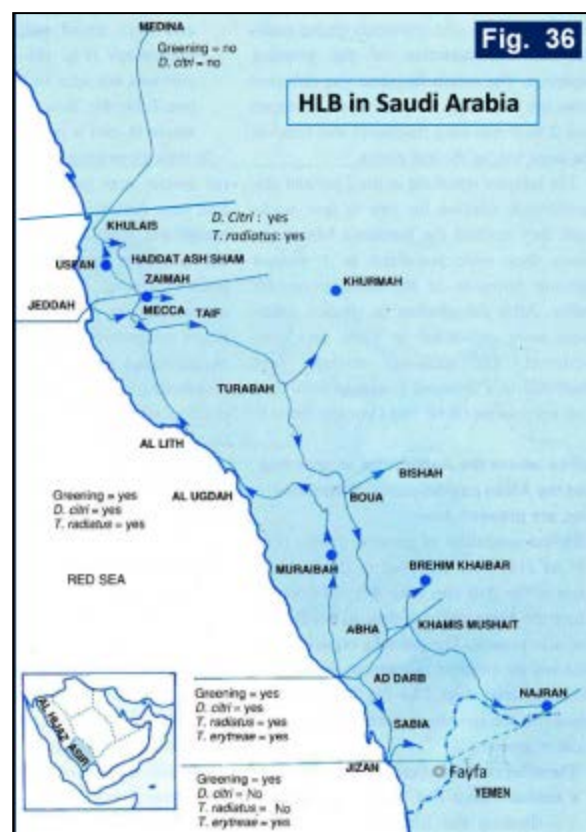 MEDINA
Fig. 36
Greening = no
D. citri = no
HLB in Saudi Arabia
KHULAIS
D. Citri : yes
T. radiatus: yes
USFAN
HADDAT ASH SHAM
ZAIMAH
KHURMAH
JEDDAH
MECCA
TAIF
TURABAH
AL LITH
BISHAH
Greening = yes
D. citri = yes
T. radiatus = yes
AL UGDAH
BOUA
RED SEA
MURAIBAH
BREHIM KHAIBAR
ABHA
KHAMIS MUSHAIT
AD DARB
Greening = yes
D. citri = yes
T. radiatus = yes
T. erytreae = yes
NAJRAN
SABIA
AL HIJAZ
ASIR
JIZAN
Fayfa
YEMEN
Greening = yes
D. citri = No
T. radiatus = No
T. erytreae = yes